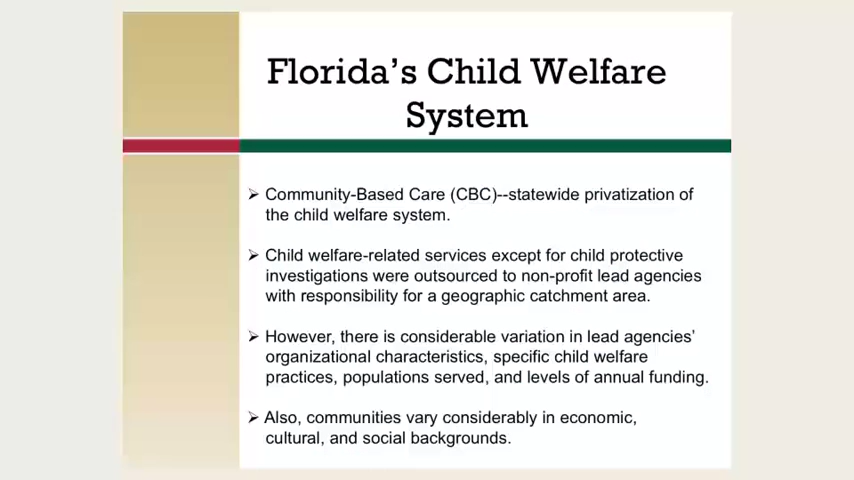 Florida's Child Welfare
System
➢ Community-Based Care (CBC)--statewide privatization of
the child welfare system.
➢ Child welfare-related services except for child protective
investigations were outsourced to non-profit lead agencies
with responsibility for a geographic catchment area.
➢ However, there is considerable variation in lead agencies'
organizational characteristics, specific child welfare
practices, populations served, and levels of annual funding.
➢ Also, communities vary considerably in economic,
cultural, and social backgrounds.